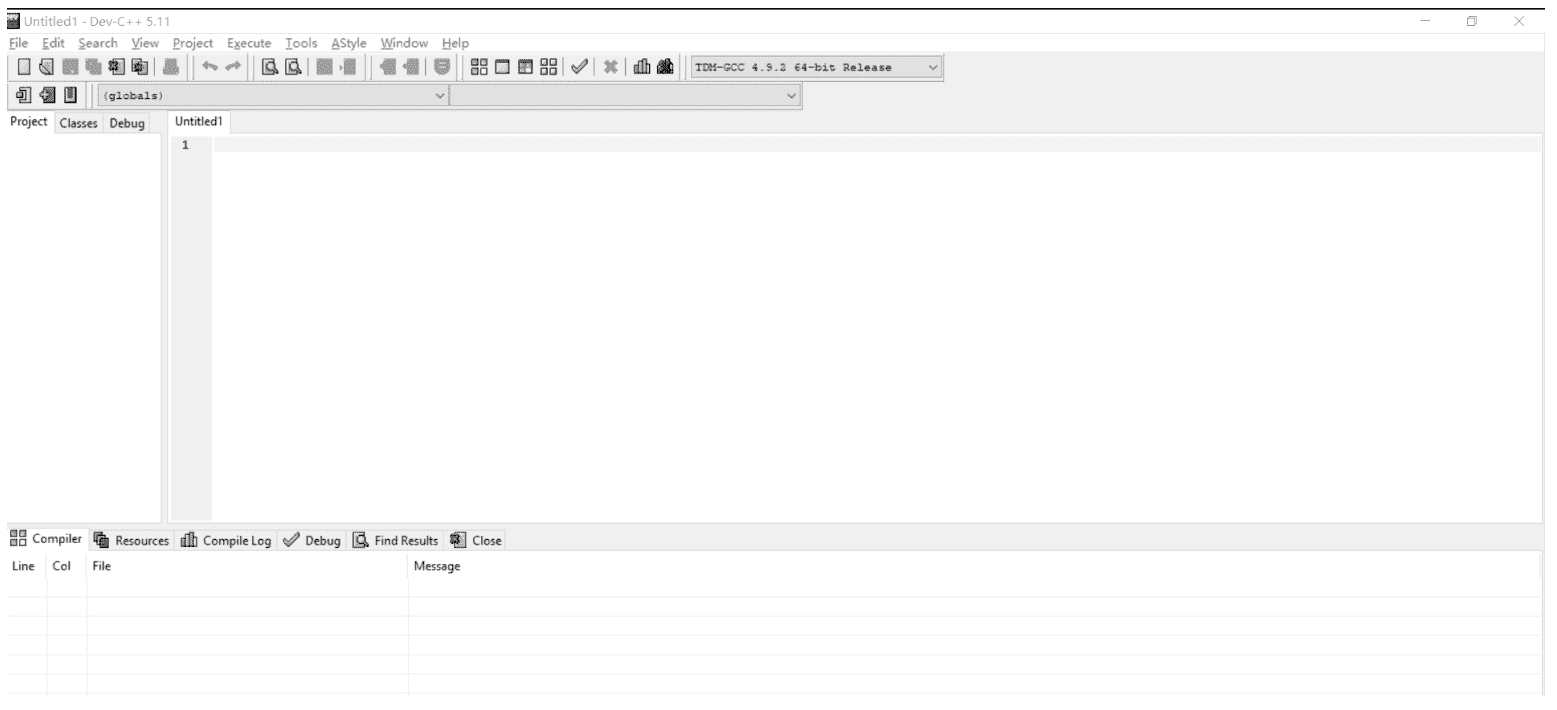 Untitled1 - Dev-C++ 5.11
File Edit Search View Project Execute Tools AStyle Window Help
TDM-GCC 4.9.2 64-bit Release
(globals)
Project Classes Debug Untitled1
1
Compiler Resources Compile Log Debug Find Results Close
Line Col File Message